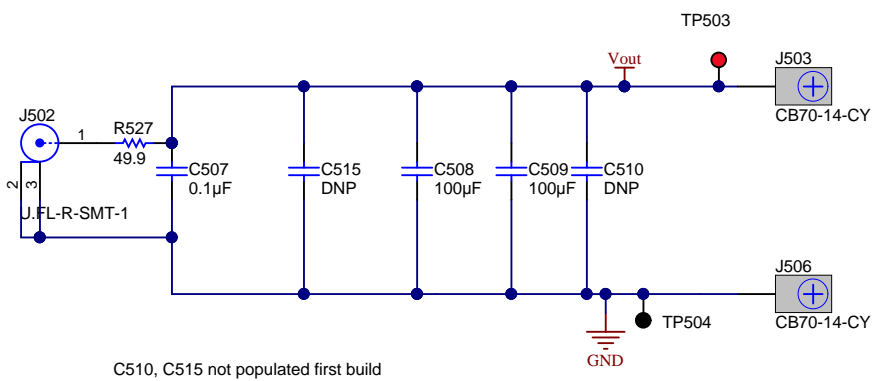 TP503
Vout
J503
CB70-14-CY
J502
1
R527
49.9
2
3
U.FL-R-SMT-1
C507
0.1µF
C515
DNP
C508
100µF
C509
100µF
C510
DNP
J506
CB70-14-CY
TP504
GND
C510, C515 not populated first build